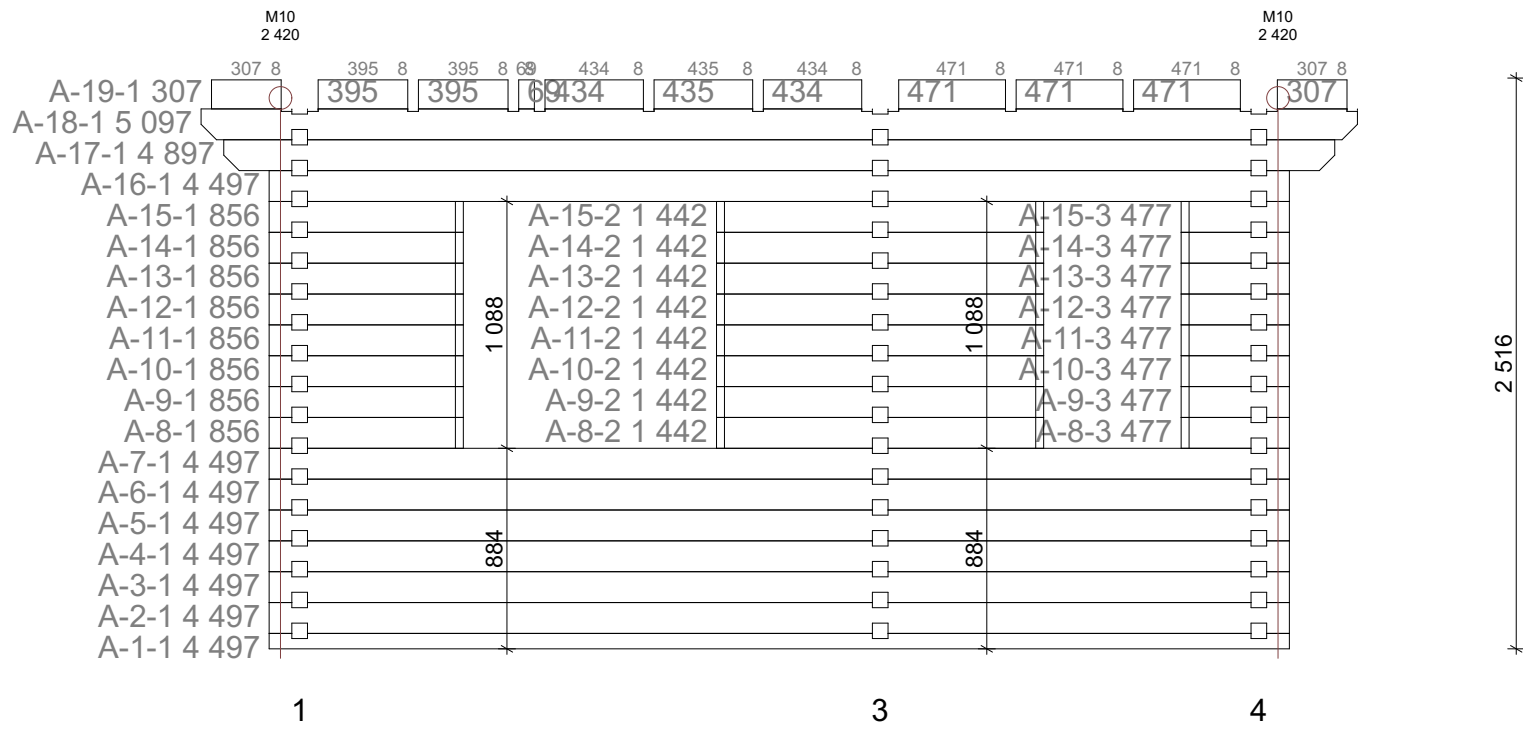 M10 M10
2 420 2 420
307 8 395 8 395 8 69 8 434 8 435 8 434 8 471 8 471 8 471 8 307 8
A-19-1 307 395 395 69 434 435 434 471 471 471 307
A-18-1 5 097
A-17-1 4 897
A-16-1 4 497
A-15-1 856 A-15-2 1 442 A-15-3 477
A-14-1 856 A-14-2 1 442 A-14-3 477
A-13-1 856 A-13-2 1 442 A-13-3 477
A-12-1 856 A-12-2 1 442 A-12-3 477
1 088 1 088
A-11-1 856 A-11-2 1 442 A-11-3 477
2 516
A-10-1 856 A-10-2 1 442 A-10-3 477
A-9-1 856 A-9-2 1 442 A-9-3 477
A-8-1 856 A-8-2 1 442 A-8-3 477
A-7-1 4 497
A-6-1 4 497
A-5-1 4 497
884 884
A-4-1 4 497
A-3-1 4 497
A-2-1 4 497
A-1-1 4 497
1 3 4